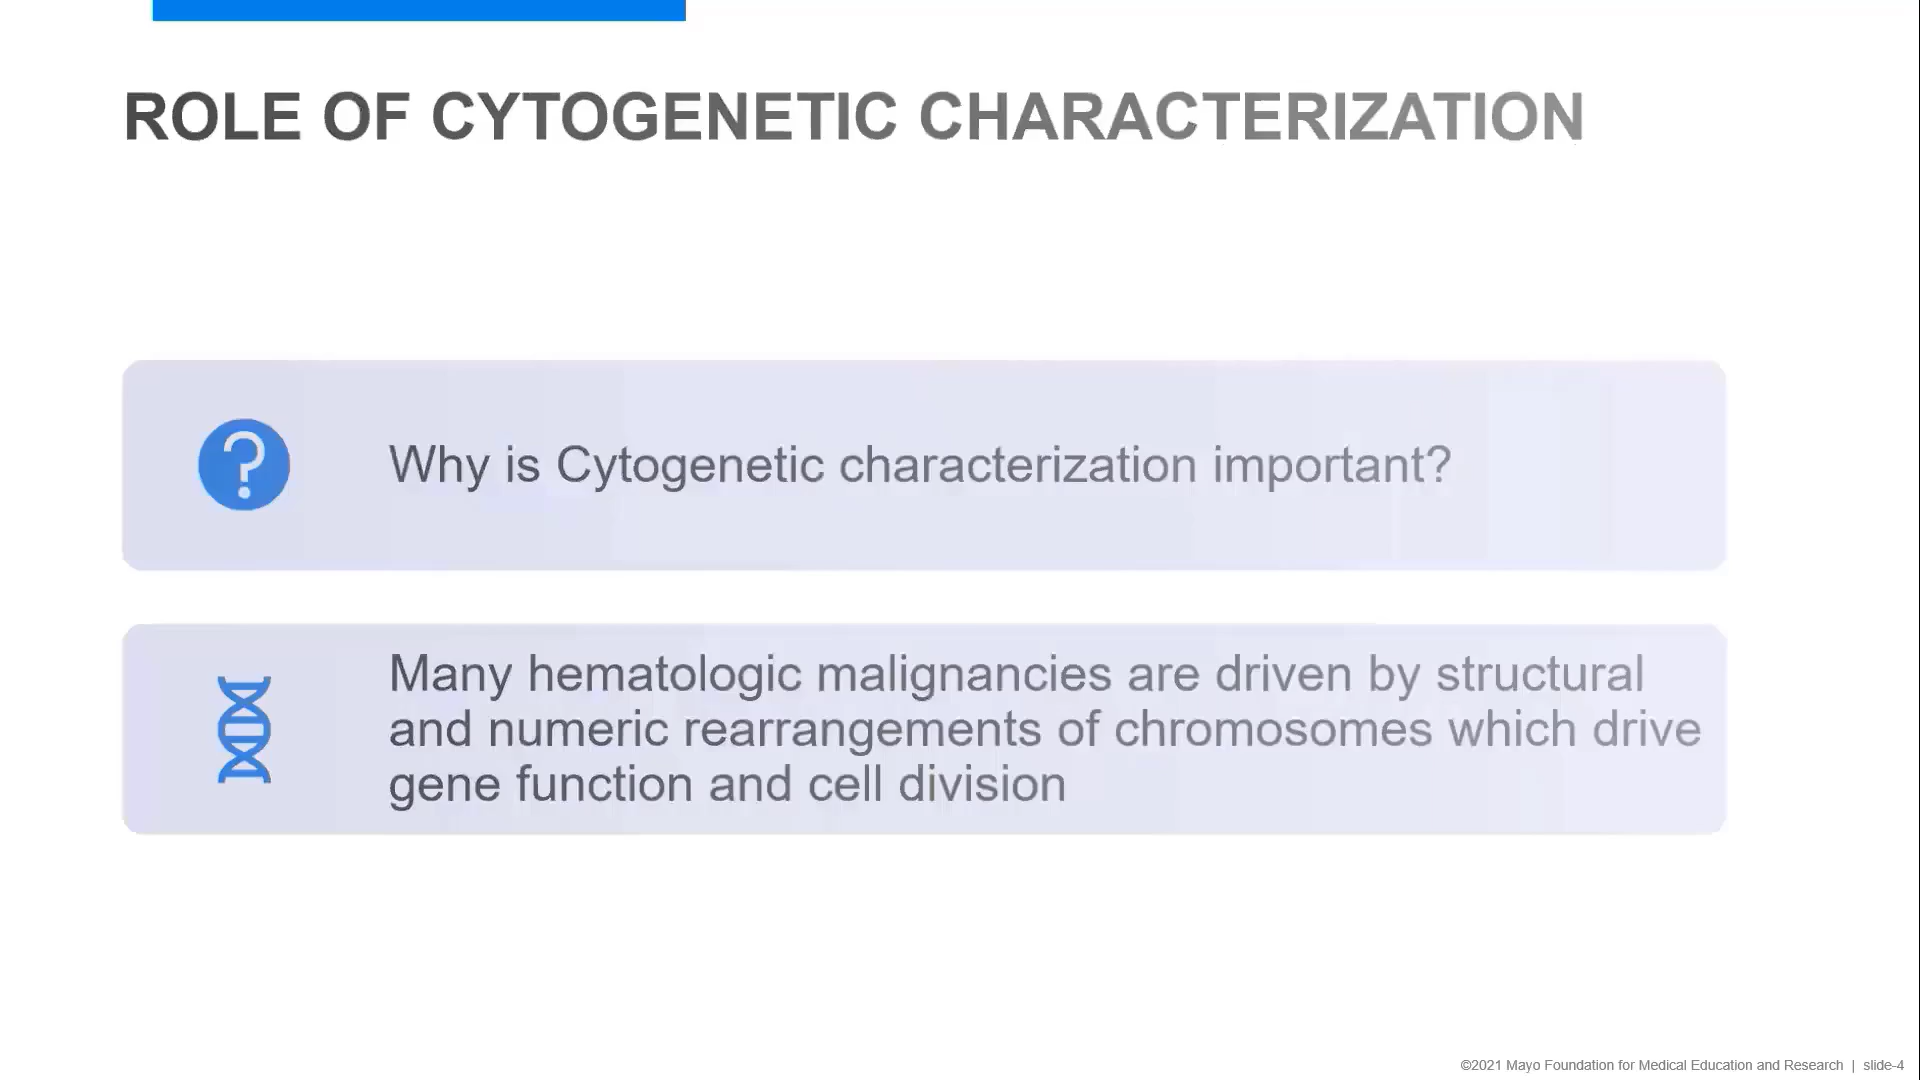 ROLE OF CYTOGENETIC CHARACTERIZATION
Why is Cytogenetic characterization important?
Many hematologic malignancies are driven by structural
and numeric rearrangements of chromosomes which drive
gene function and cell division
©2021 Mayo Foundation for Medical Education and Research | slide-4